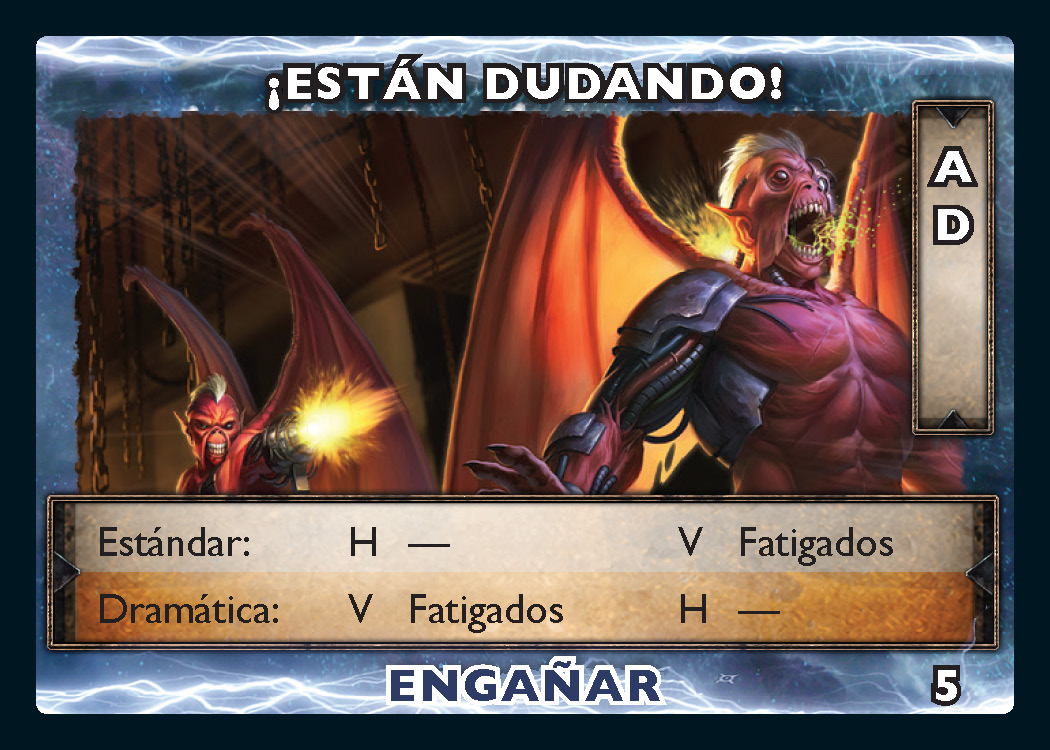 ¡ESTÁN DUDANDO!
A
D
Estándar: H — V Fatigados
Dramática: V Fatigados H —
ENGAÑAR
5